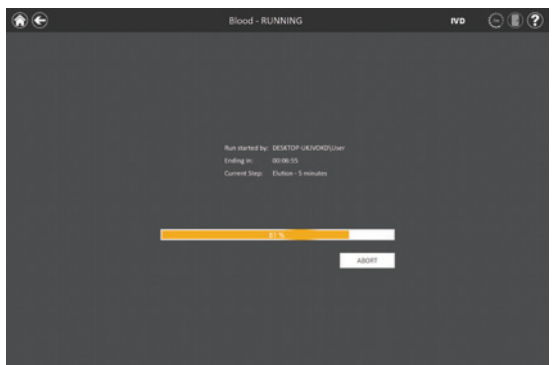 Blood - RUNNING
IVD
?
Run started by: DESKTOP-UKJVOKD\User
Ending in: 00:06:55
Current Step: Elution - 5 minutes
81 %
ABORT